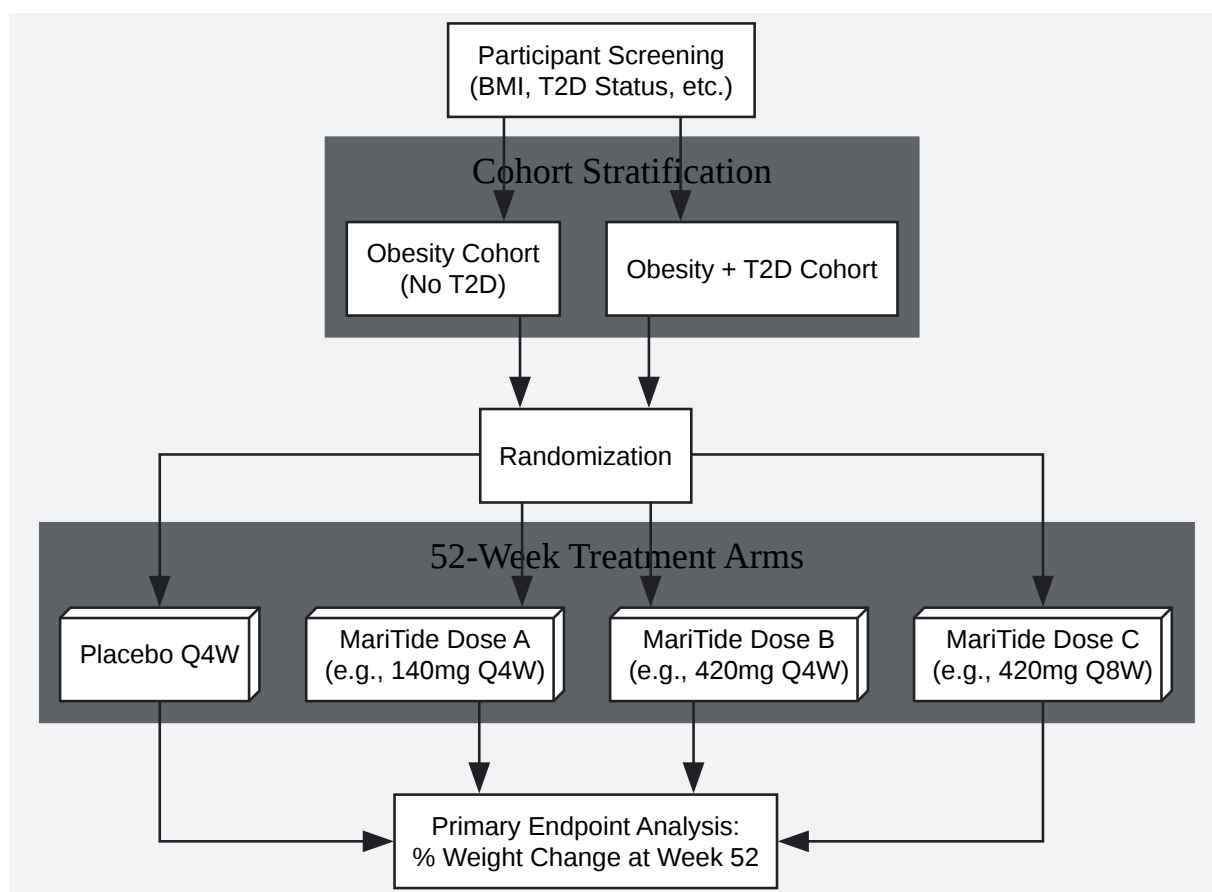 Participant Screening
(BMI, T2D Status, etc.)
Cohort Stratification
Obesity Cohort
(No T2D)
Obesity + T2D Cohort
Randomization
52-Week Treatment Arms
Placebo Q4W
MariTide Dose A
(e.g., 140mg Q4W)
MariTide Dose B
(e.g., 420mg Q4W)
MariTide Dose C
(e.g., 420mg Q8W)
Primary Endpoint Analysis:
% Weight Change at Week 52